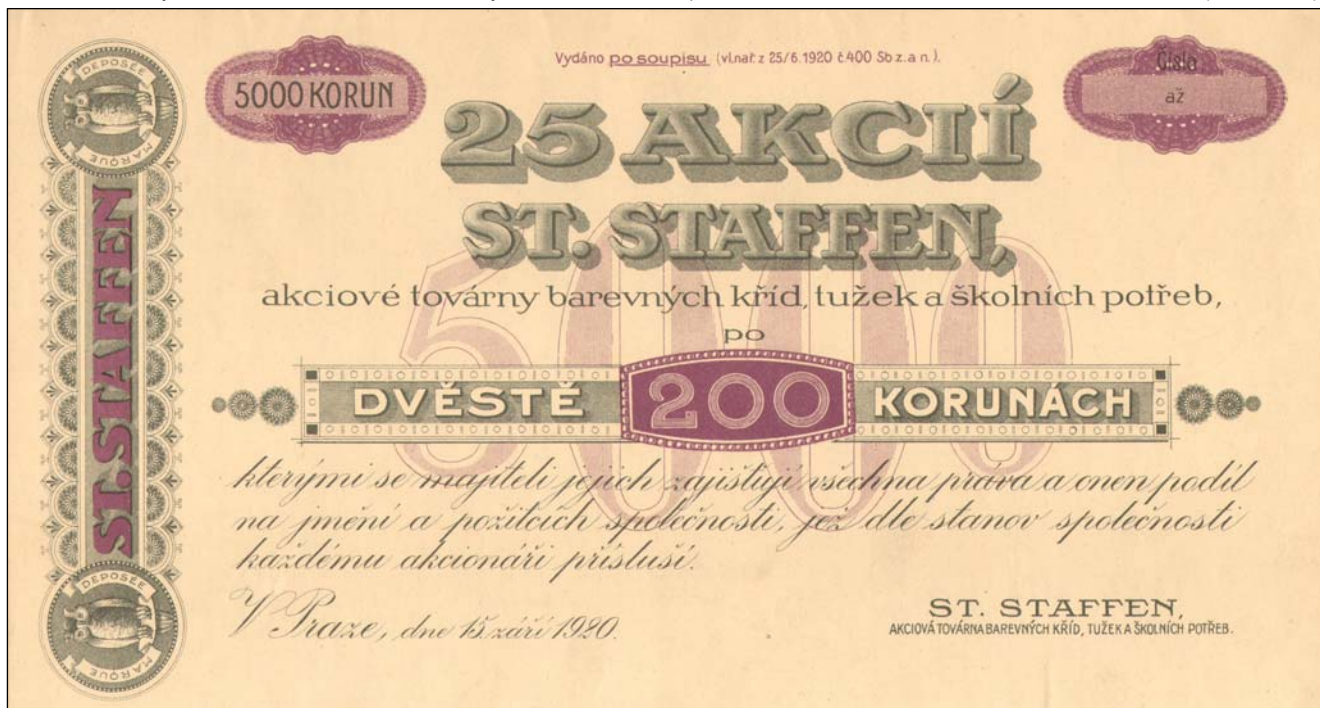 Vydáno po soupisu (vl.nař. z 25/6. 1920 č.400 Sb z. a n.).
5000 KORUN
Čísla
až
25 AKCIÍ
ST. STAFFEN,
akciové továrny barevných kříd, tužek a školních potřeb,
po
5000
DVĚSTĚ 200 KORUNÁCH
kterými se majiteli jejich zajišťují všechna práva a onen podíl
na jmění a požitcích společnosti, jež dle stanov společnosti
každému akcionáři přísluší.
V Praze, dne 15. září 1920.
ST. STAFFEN,
AKCIOVÁ TOVÁRNA BAREVNÝCH KŘÍD, TUŽEK A ŠKOLNÍCH POTŘEB.
DEPOSÉE
MARQUE
ST. STAFFEN
DEPOSÉE
MARQUE